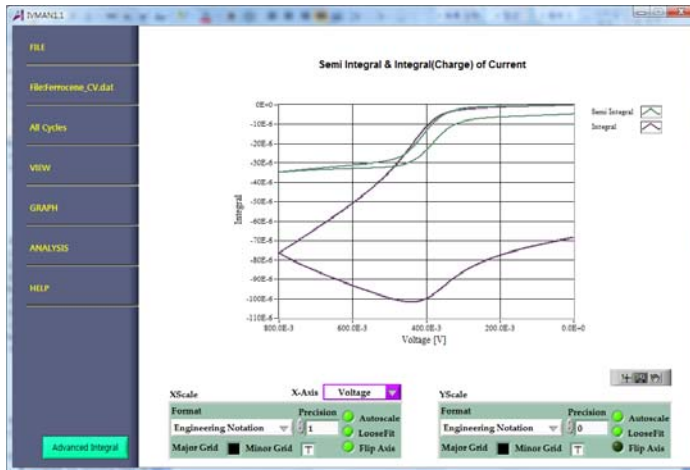 IVMAN1.1
FILE
File:Ferrocene_CV.dat
All Cycles
VIEW
GRAPH
ANALYSIS
HELP
Advanced Integral
Semi Integral & Integral(Charge) of Current
Semi Integral
Integral
Integral
0E+0
-10E-6
-20E-6
-30E-6
-40E-6
-50E-6
-60E-6
-70E-6
-80E-6
-90E-6
-100E-6
-110E-6
800.0E-3 600.0E-3 400.0E-3 200.0E-3 0.0E+0
Voltage [V]
XScale X-Axis Voltage
Format Precision Autoscale
Engineering Notation 1 LooseFit
Major Grid Minor Grid Flip Axis
YScale
Format Precision Autoscale
Engineering Notation 0 LooseFit
Major Grid Minor Grid Flip Axis